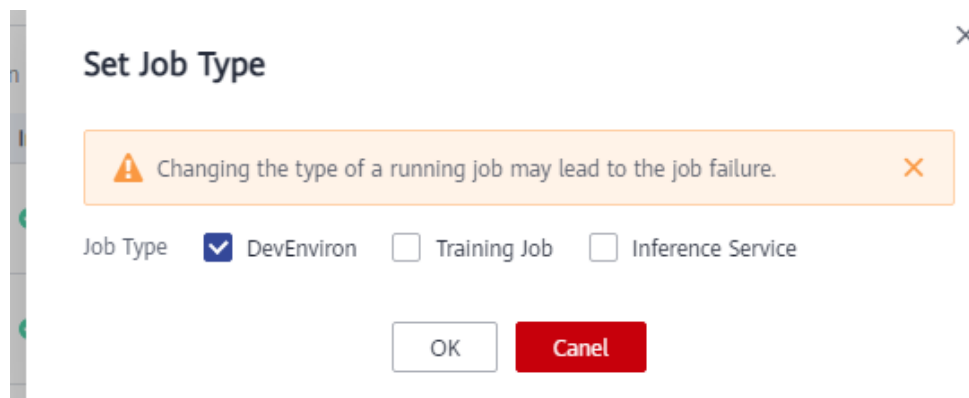 Set Job Type
Changing the type of a running job may lead to the job failure.
Job Type DevEnviron Training Job Inference Service
OK Canel